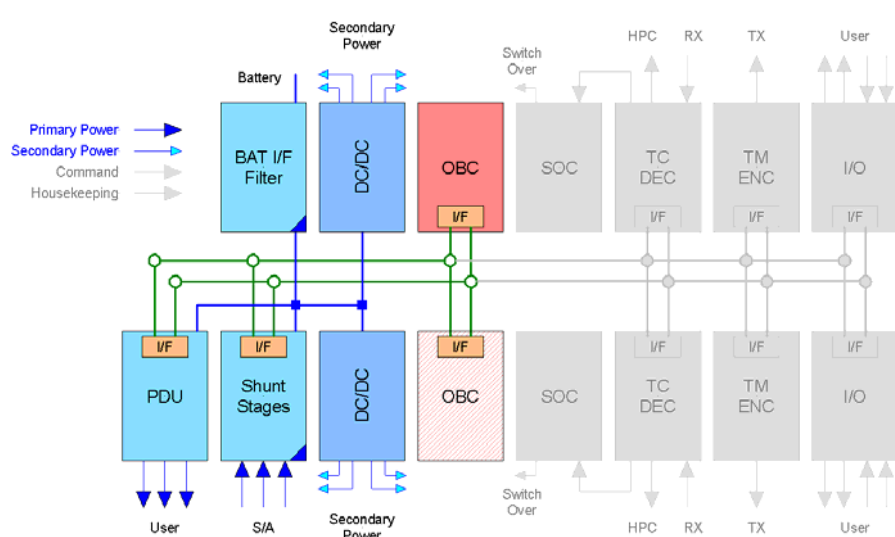 Secondary
Power
HPC
RX
TX
User
Switch
Over
Battery
Primary Power
Secondary Power
Command
Housekeeping
BAT I/F
Filter
DC/DC
OBC
I/F
SOC
TC
DEC
I/F
TM
ENC
I/F
I/O
I/F
I/F
PDU
I/F
Shunt
Stages
DC/DC
I/F
OBC
SOC
I/F
TC
DEC
I/F
TM
ENC
I/F
I/O
User
S/A
Secondary
Power
Switch
Over
HPC
RX
TX
User